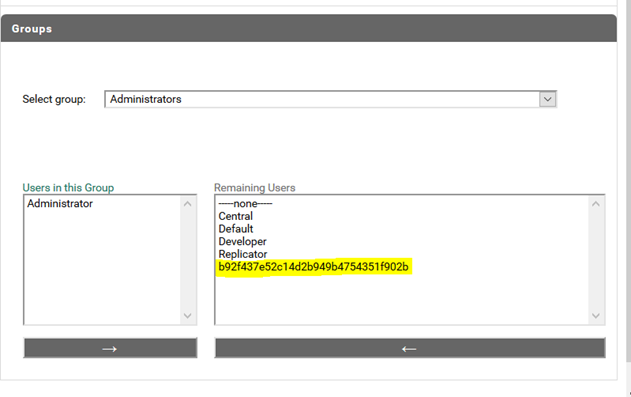 Groups
Select group: Administrators
Users in this Group
Administrator
Remaining Users
-----none-----
Central
Default
Developer
Replicator
b92f437e52c14d2b949b4754351f902b
→
←